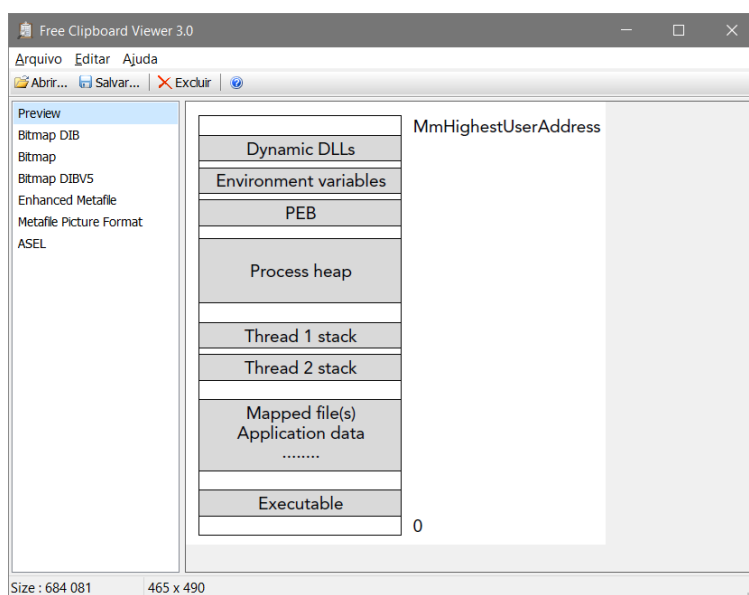 Free Clipboard Viewer 3.0
Arquivo Editar Ajuda
Abrir... Salvar... Excluir
Preview
Bitmap DIB
Bitmap
Bitmap DIBV5
Enhanced Metafile
Metafile Picture Format
ASEL
MmHighestUserAddress
Dynamic DLLs
Environment variables
PEB
Process heap
Thread 1 stack
Thread 2 stack
Mapped file(s)
Application data
........
Executable
0
Size : 684 081 465 x 490